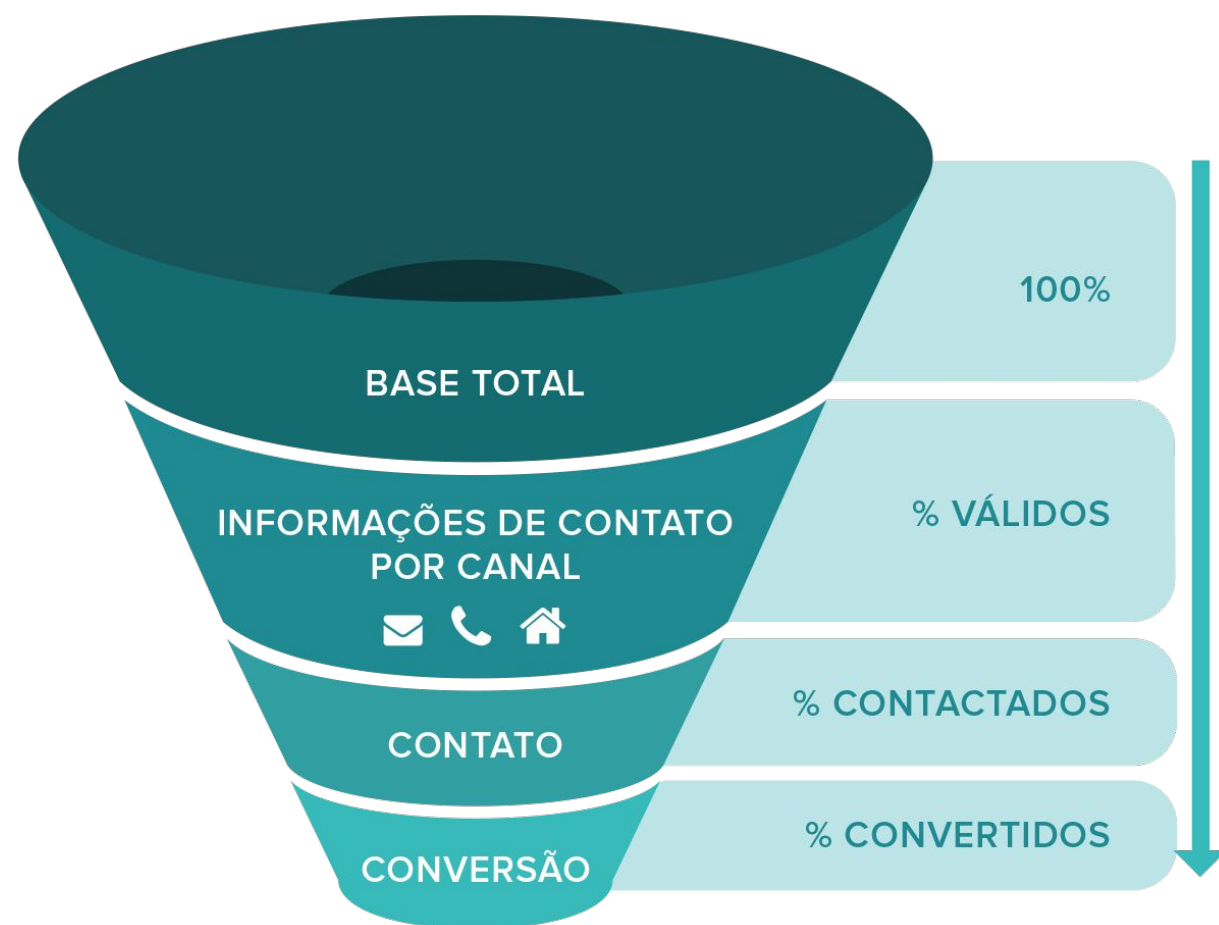 100%
BASE TOTAL
INFORMAÇÕES DE CONTATO
POR CANAL
% VÁLIDOS
CONTATO
% CONTACTADOS
CONVERSÃO
% CONVERTIDOS